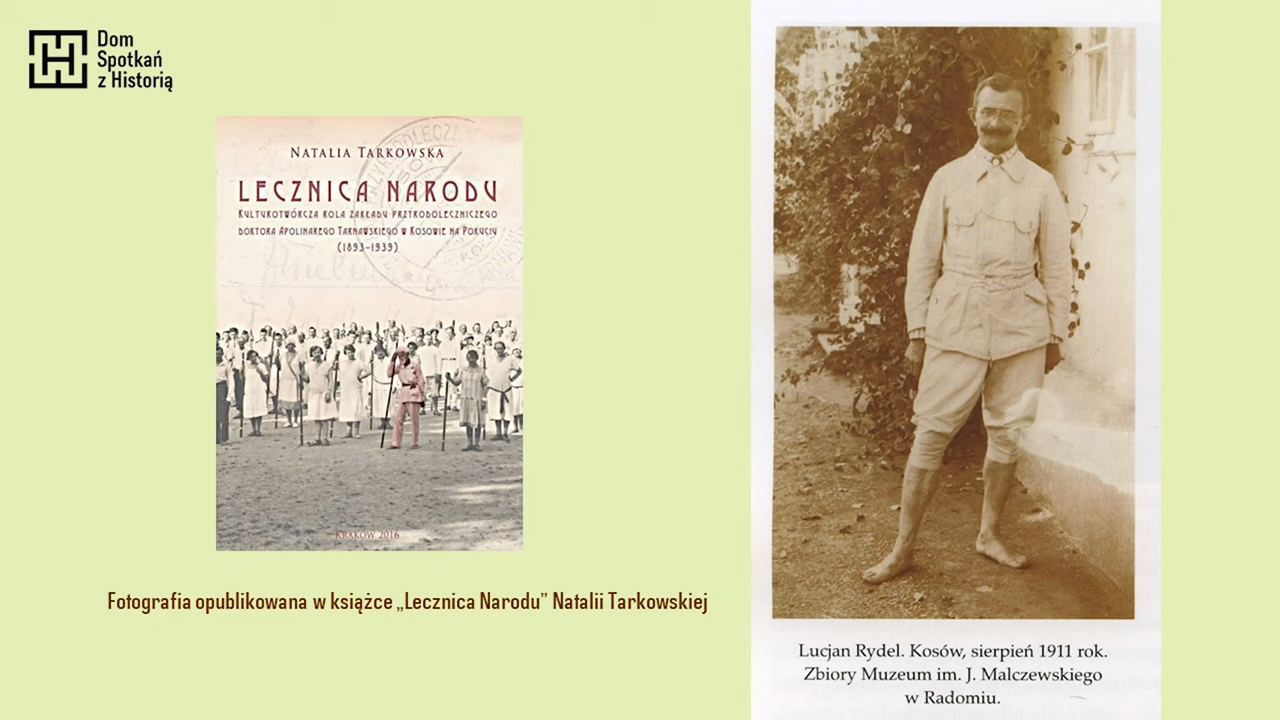 Dom
Spotkań
z Historią
NATALIA TARKOWSKA
LECZNICA NARODU
KULTUROTWÓRCZA ROLA ZAKŁADU PRZYRODOLECZNICZEGO
DOKTORA APOLINAREGO TARNAWSKIEGO W KOSOWIE NA POKUCIU
(1893–1939)
KRAKÓW 2016
Fotografia opublikowana w książce „Lecznica Narodu” Natalii Tarkowskiej
Lucjan Rydel. Kosów, sierpień 1911 rok.
Zbiory Muzeum im. J. Malczewskiego
w Radomiu.